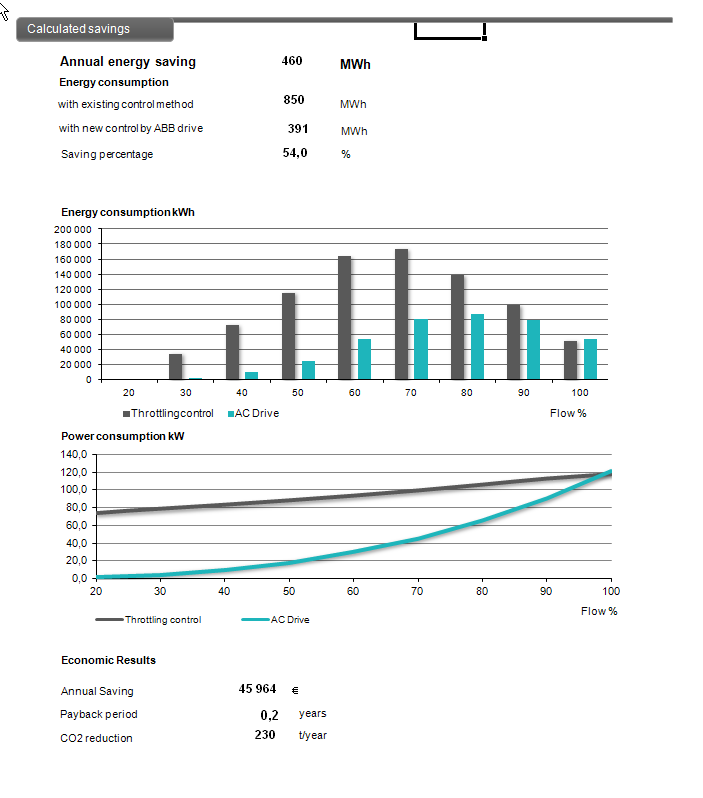 Calculated savings
Annual energy saving 460 MWh
Energy consumption
with existing control method 850 MWh
with new control by ABB drive 391 MWh
Saving percentage 54,0 %
Energy consumption kWh
200 000
180 000
160 000
140 000
120 000
100 000
80 000
60 000
40 000
20 000
0
20 30 40 50 60 70 80 90 100
Throttling control AC Drive Flow %
Power consumption kW
140,0
120,0
100,0
80,0
60,0
40,0
20,0
0,0
20 30 40 50 60 70 80 90 100
Flow %
Throttling control AC Drive
Economic Results
Annual Saving 45 964 €
Payback period 0,2 years
CO2 reduction 230 t/year